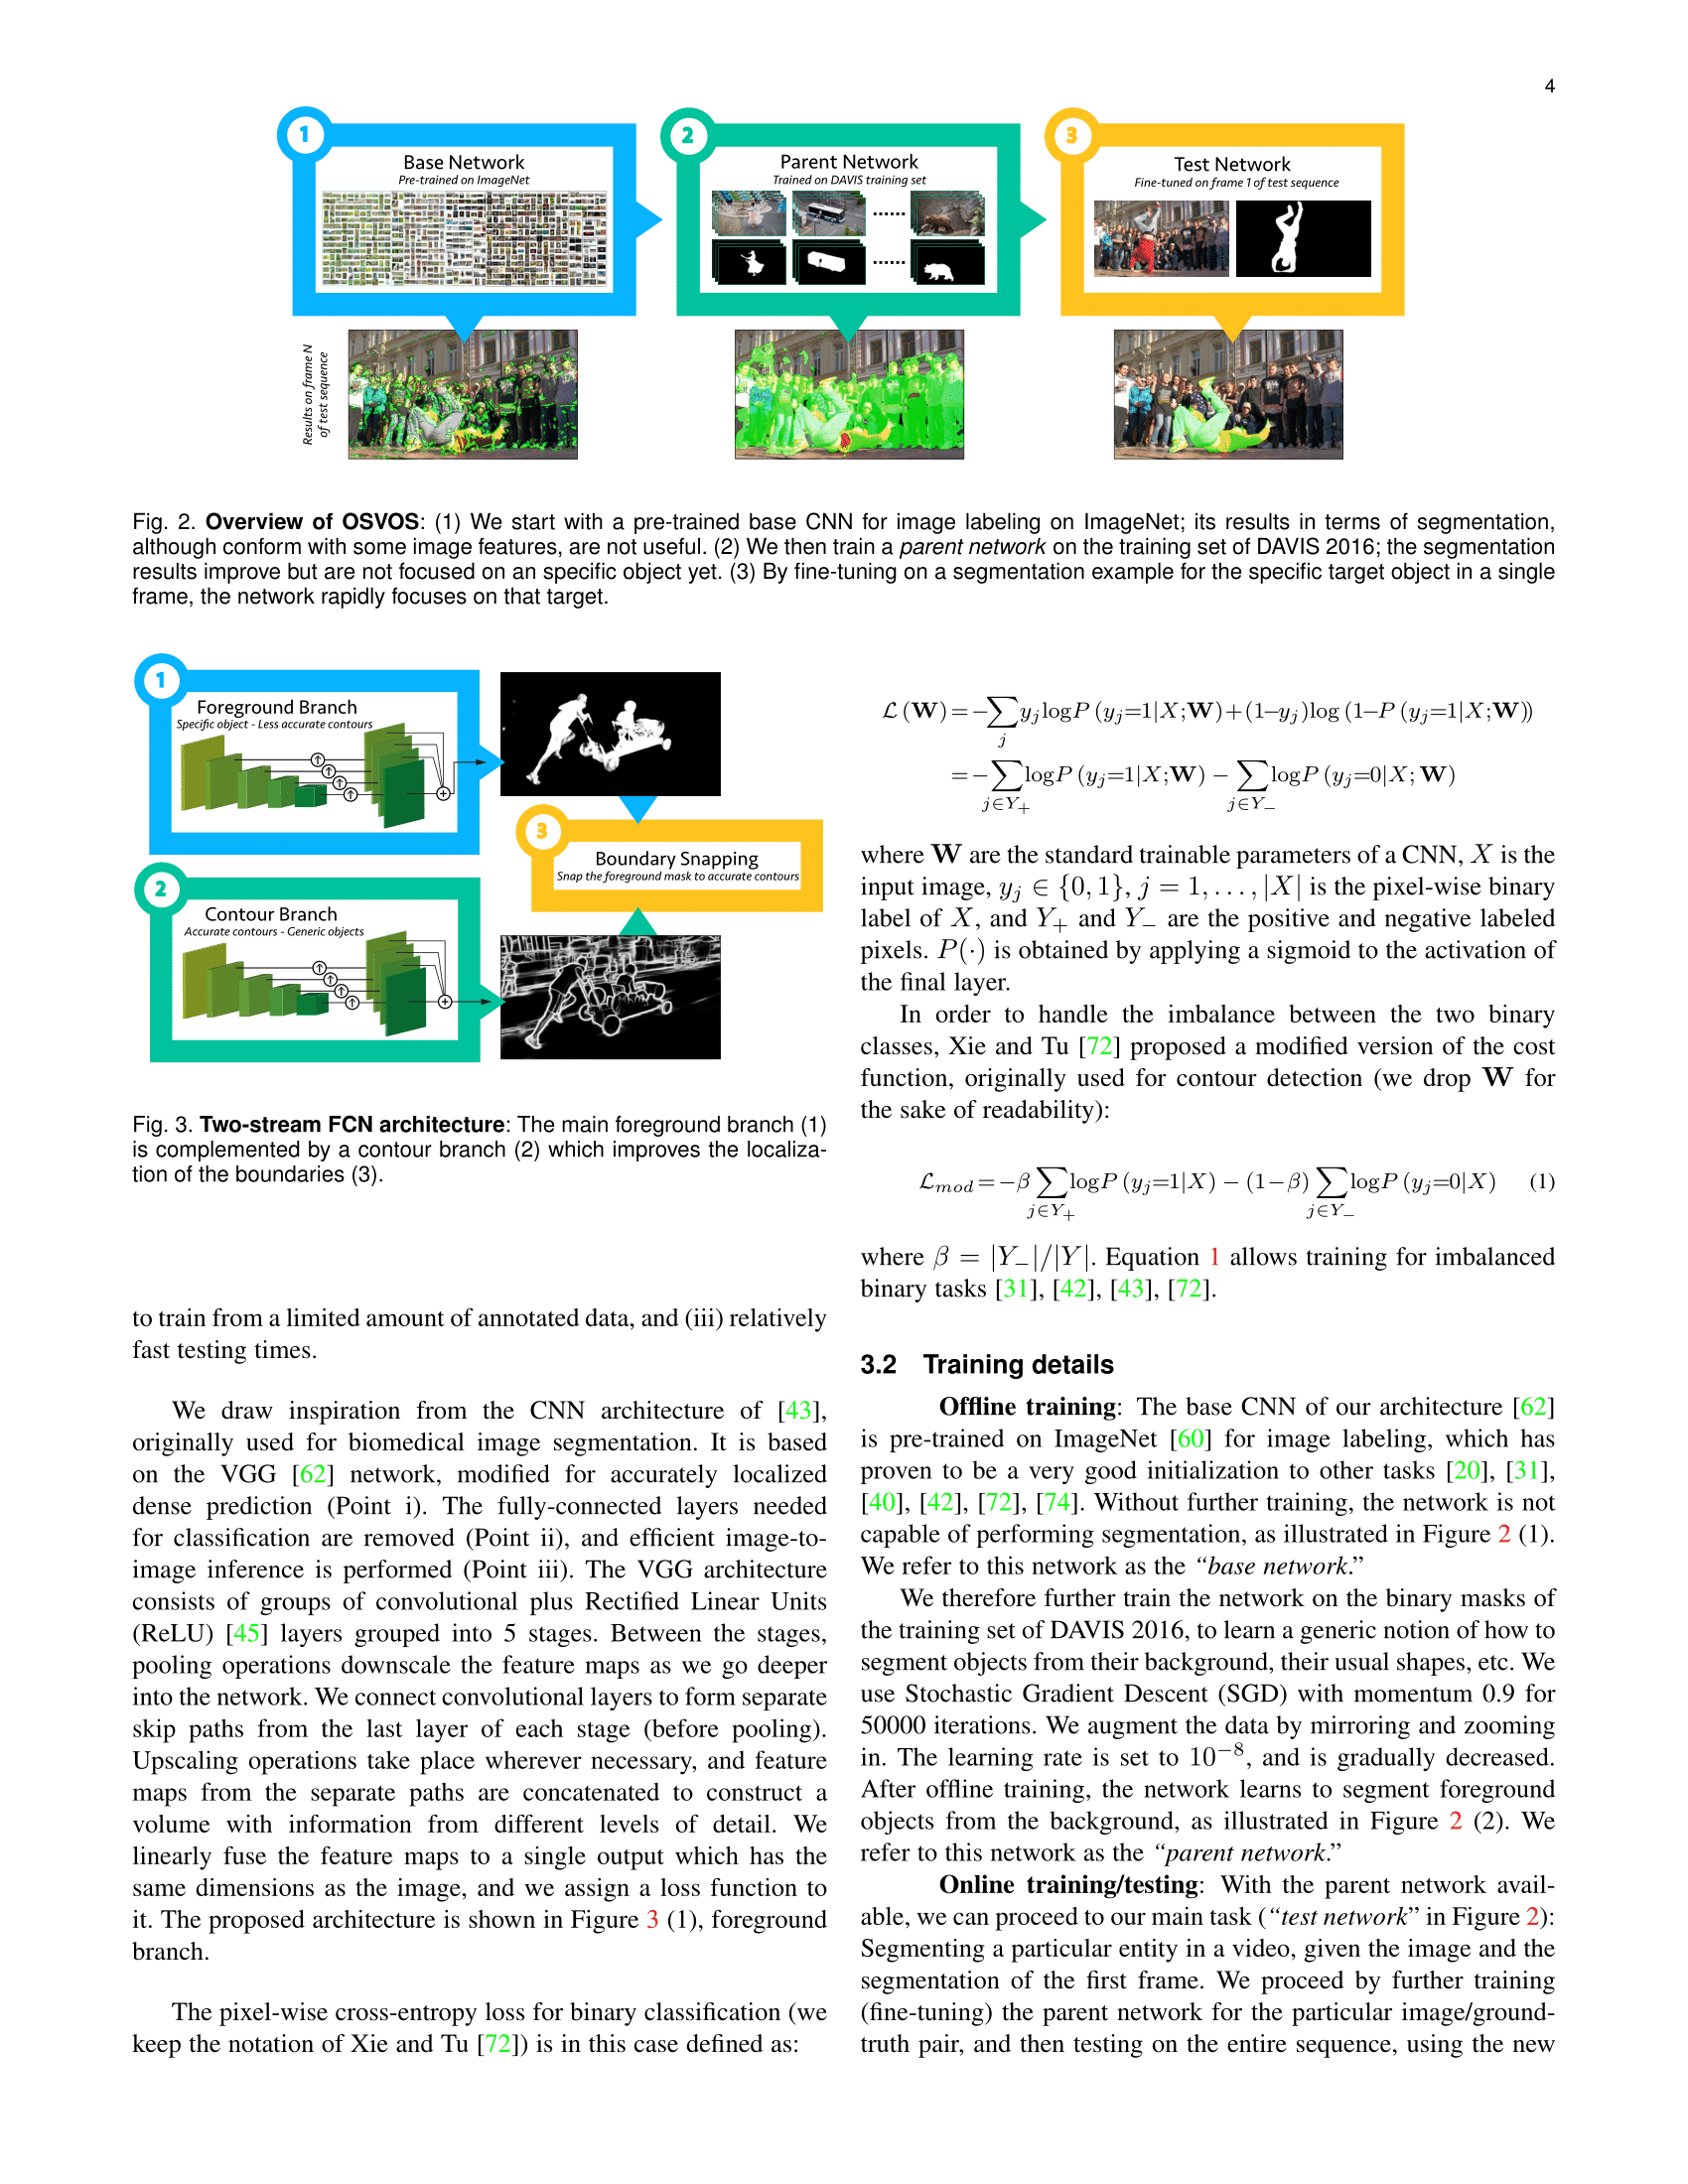 4
1
Base Network
Pre-trained on ImageNet
2
Parent Network
Trained on DAVIS training set
......
......
3
Test Network
Fine-tuned on frame 1 of test sequence
Results on frame N
of test sequence
Fig. 2. Overview of OSVOS: (1) We start with a pre-trained base CNN for image labeling on ImageNet; its results in terms of segmentation,
although conform with some image features, are not useful. (2) We then train a parent network on the training set of DAVIS 2016; the segmentation
results improve but are not focused on an specific object yet. (3) By fine-tuning on a segmentation example for the specific target object in a single
frame, the network rapidly focuses on that target.
1
Foreground Branch
Specific object - Less accurate contours
2
Contour Branch
Accurate contours - Generic objects
3
Boundary Snapping
Snap the foreground mask to accurate contours
Fig. 3. Two-stream FCN architecture: The main foreground branch (1)
is complemented by a contour branch (2) which improves the localiza-
tion of the boundaries (3).
to train from a limited amount of annotated data, and (iii) relatively
fast testing times.
We draw inspiration from the CNN architecture of [43],
originally used for biomedical image segmentation. It is based
on the VGG [62] network, modified for accurately localized
dense prediction (Point i). The fully-connected layers needed
for classification are removed (Point ii), and efficient image-to-
image inference is performed (Point iii). The VGG architecture
consists of groups of convolutional plus Rectified Linear Units
(ReLU) [45] layers grouped into 5 stages. Between the stages,
pooling operations downscale the feature maps as we go deeper
into the network. We connect convolutional layers to form separate
skip paths from the last layer of each stage (before pooling).
Upscaling operations take place wherever necessary, and feature
maps from the separate paths are concatenated to construct a
volume with information from different levels of detail. We
linearly fuse the feature maps to a single output which has the
same dimensions as the image, and we assign a loss function to
it. The proposed architecture is shown in Figure 3 (1), foreground
branch.
The pixel-wise cross-entropy loss for binary classification (we
keep the notation of Xie and Tu [72]) is in this case defined as:
ℒ (W) = −∑_j y_j log P (y_j=1|X;W)+(1−y_j) log (1−P (y_j=1|X;W))
= −∑_{j∈Y_+} log P (y_j=1|X;W) − ∑_{j∈Y_−} log P (y_j=0|X;W)
where W are the standard trainable parameters of a CNN, X is the
input image, y_j ∈ {0, 1}, j = 1, . . . , |X| is the pixel-wise binary
label of X, and Y_+ and Y_− are the positive and negative labeled
pixels. P(·) is obtained by applying a sigmoid to the activation of
the final layer.
In order to handle the imbalance between the two binary
classes, Xie and Tu [72] proposed a modified version of the cost
function, originally used for contour detection (we drop W for
the sake of readability):
ℒ_mod = −β ∑_{j∈Y_+} log P (y_j=1|X) − (1−β) ∑_{j∈Y_−} log P (y_j=0|X) (1)
where β = |Y_−|/|Y|. Equation 1 allows training for imbalanced
binary tasks [31], [42], [43], [72].
3.2 Training details
Offline training: The base CNN of our architecture [62]
is pre-trained on ImageNet [60] for image labeling, which has
proven to be a very good initialization to other tasks [20], [31],
[40], [42], [72], [74]. Without further training, the network is not
capable of performing segmentation, as illustrated in Figure 2 (1).
We refer to this network as the “base network.”
We therefore further train the network on the binary masks of
the training set of DAVIS 2016, to learn a generic notion of how to
segment objects from their background, their usual shapes, etc. We
use Stochastic Gradient Descent (SGD) with momentum 0.9 for
50000 iterations. We augment the data by mirroring and zooming
in. The learning rate is set to 10⁻⁸, and is gradually decreased.
After offline training, the network learns to segment foreground
objects from the background, as illustrated in Figure 2 (2). We
refer to this network as the “parent network.”
Online training/testing: With the parent network avail-
able, we can proceed to our main task (“test network” in Figure 2):
Segmenting a particular entity in a video, given the image and the
segmentation of the first frame. We proceed by further training
(fine-tuning) the parent network for the particular image/ground-
truth pair, and then testing on the entire sequence, using the new